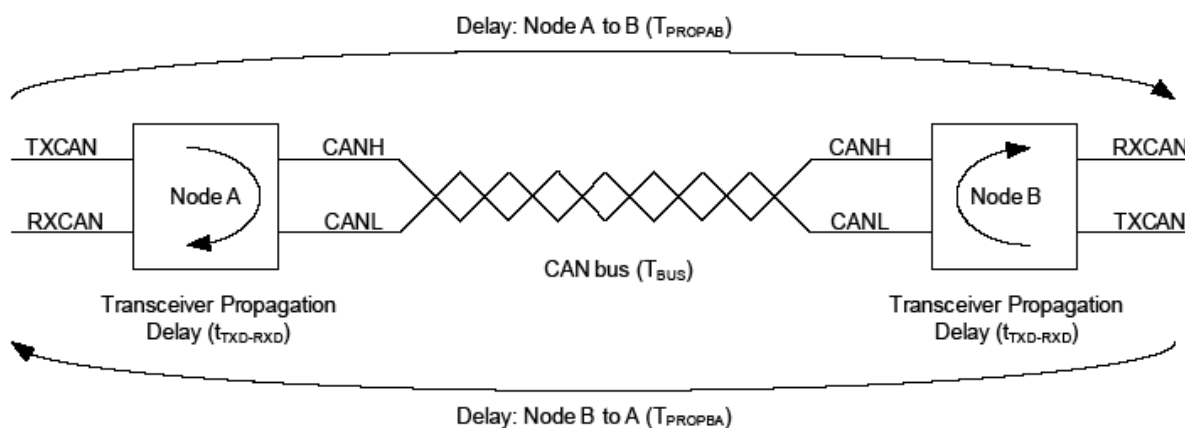 Delay: Node A to B (TPROPAB)
TXCAN
CANH
CANH
RXCAN
Node A
Node B
RXCAN
CANL
CANL
TXCAN
CAN bus (TBUS)
Transceiver Propagation
Delay (tTXD-RXD)
Transceiver Propagation
Delay (tTXD-RXD)
Delay: Node B to A (TPROPBA)